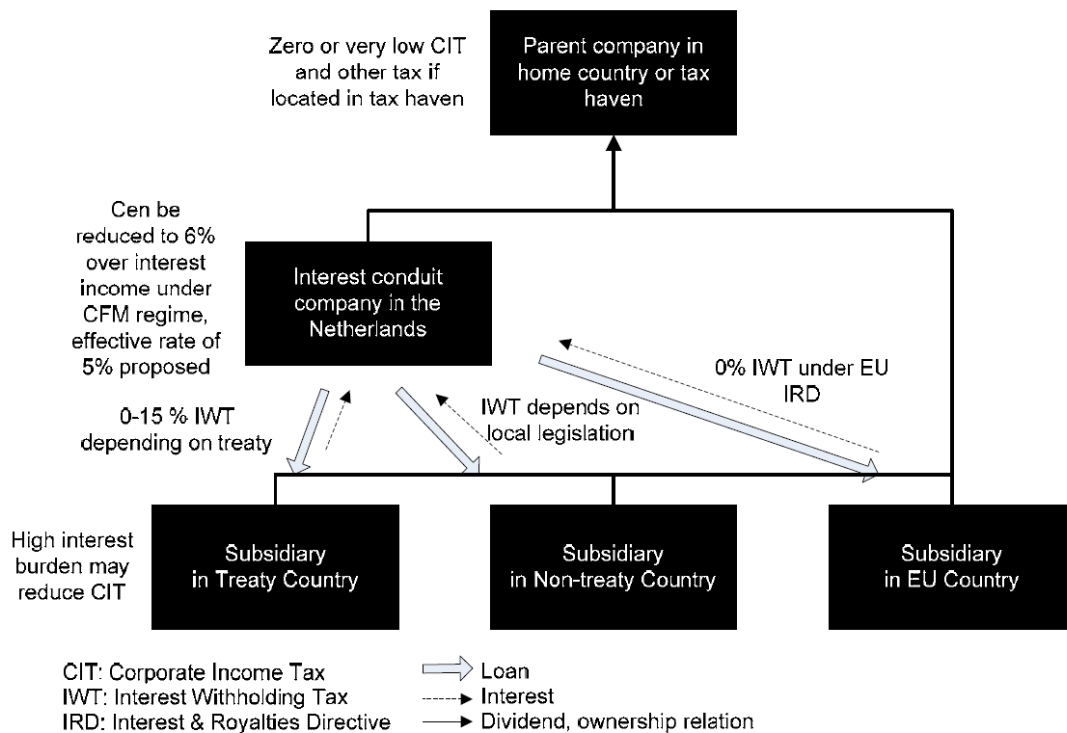 Zero or very low CIT
and other tax if
located in tax haven
Parent company in
home country or tax
haven
Cen be
reduced to 6%
over interest
income under
CFM regime,
effective rate of
5% proposed
Interest conduit
company in the
Netherlands
0% IWT under EU
IRD
0-15 % IWT
depending on treaty
IWT depends on
local legislation
High interest
burden may
reduce CIT
Subsidiary
in Treaty Country
Subsidiary
in Non-treaty Country
Subsidiary
in EU Country
CIT: Corporate Income Tax
IWT: Interest Withholding Tax
IRD: Interest & Royalties Directive
Loan
Interest
Dividend, ownership relation